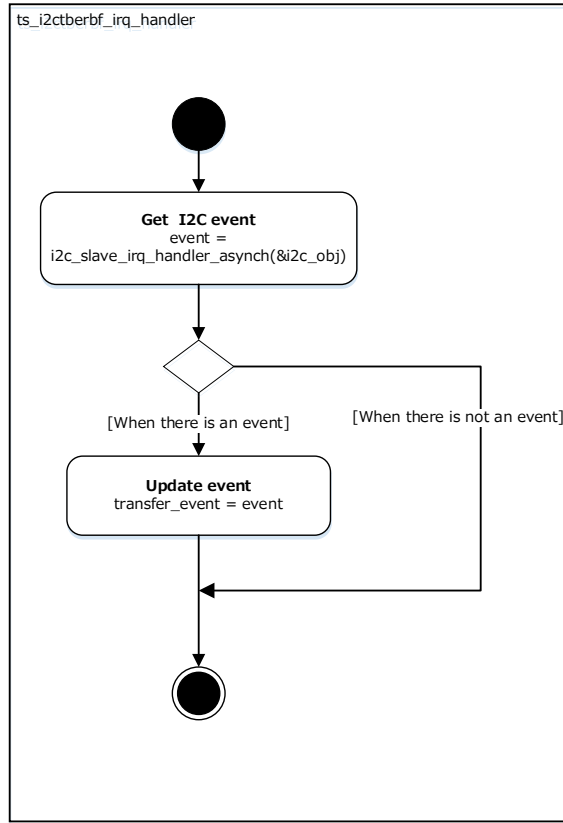 ts_i2ctberbf_irq_handler
Get I2C event
event =
i2c_slave_irq_handler_asynch(&i2c_obj)
[When there is not an event]
[When there is an event]
Update event
transfer_event = event